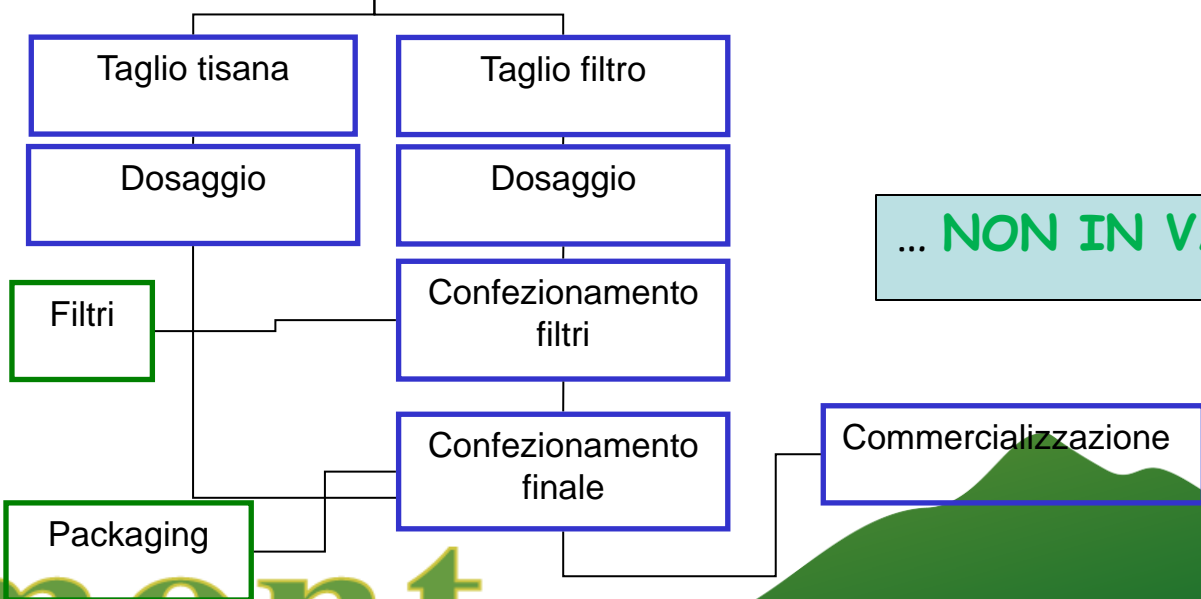 Taglio tisana
Taglio filtro
Dosaggio
Dosaggio
... NON IN V
Filtri
Confezionamento
filtri
Confezionamento
finale
Commercializzazione
Packaging